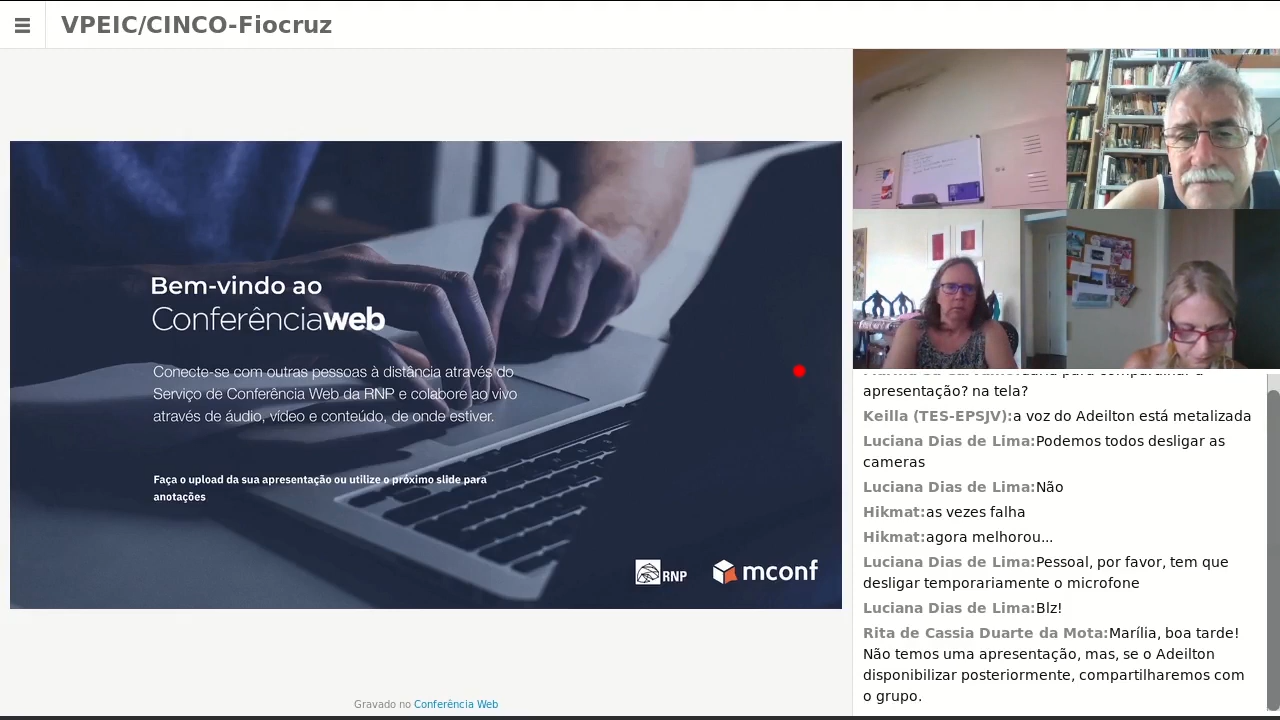 VPEIC/CINCO-Fiocruz
Bem-vindo ao
Conferênciaweb
Conecte-se com outras pessoas à distância através do
Serviço de Conferência Web da RNP e colabore ao vivo
através de áudio, vídeo e conteúdo, de onde estiver.
Faça o upload da sua apresentação ou utilize o próximo slide para
anotações
RNP
mconf
Gravado no Conferência Web
apresentação? na tela?
Keilla (TES-EPSJV):a voz do Adeilton está metalizada
Luciana Dias de Lima:Podemos todos desligar as
cameras
Luciana Dias de Lima:Não
Hikmat:as vezes falha
Hikmat:agora melhorou...
Luciana Dias de Lima:Pessoal, por favor, tem que
desligar temporariamente o microfone
Luciana Dias de Lima:Blz!
Rita de Cassia Duarte da Mota:Marília, boa tarde!
Não temos uma apresentação, mas, se o Adeilton
disponibilizar posteriormente, compartilharemos com
o grupo.